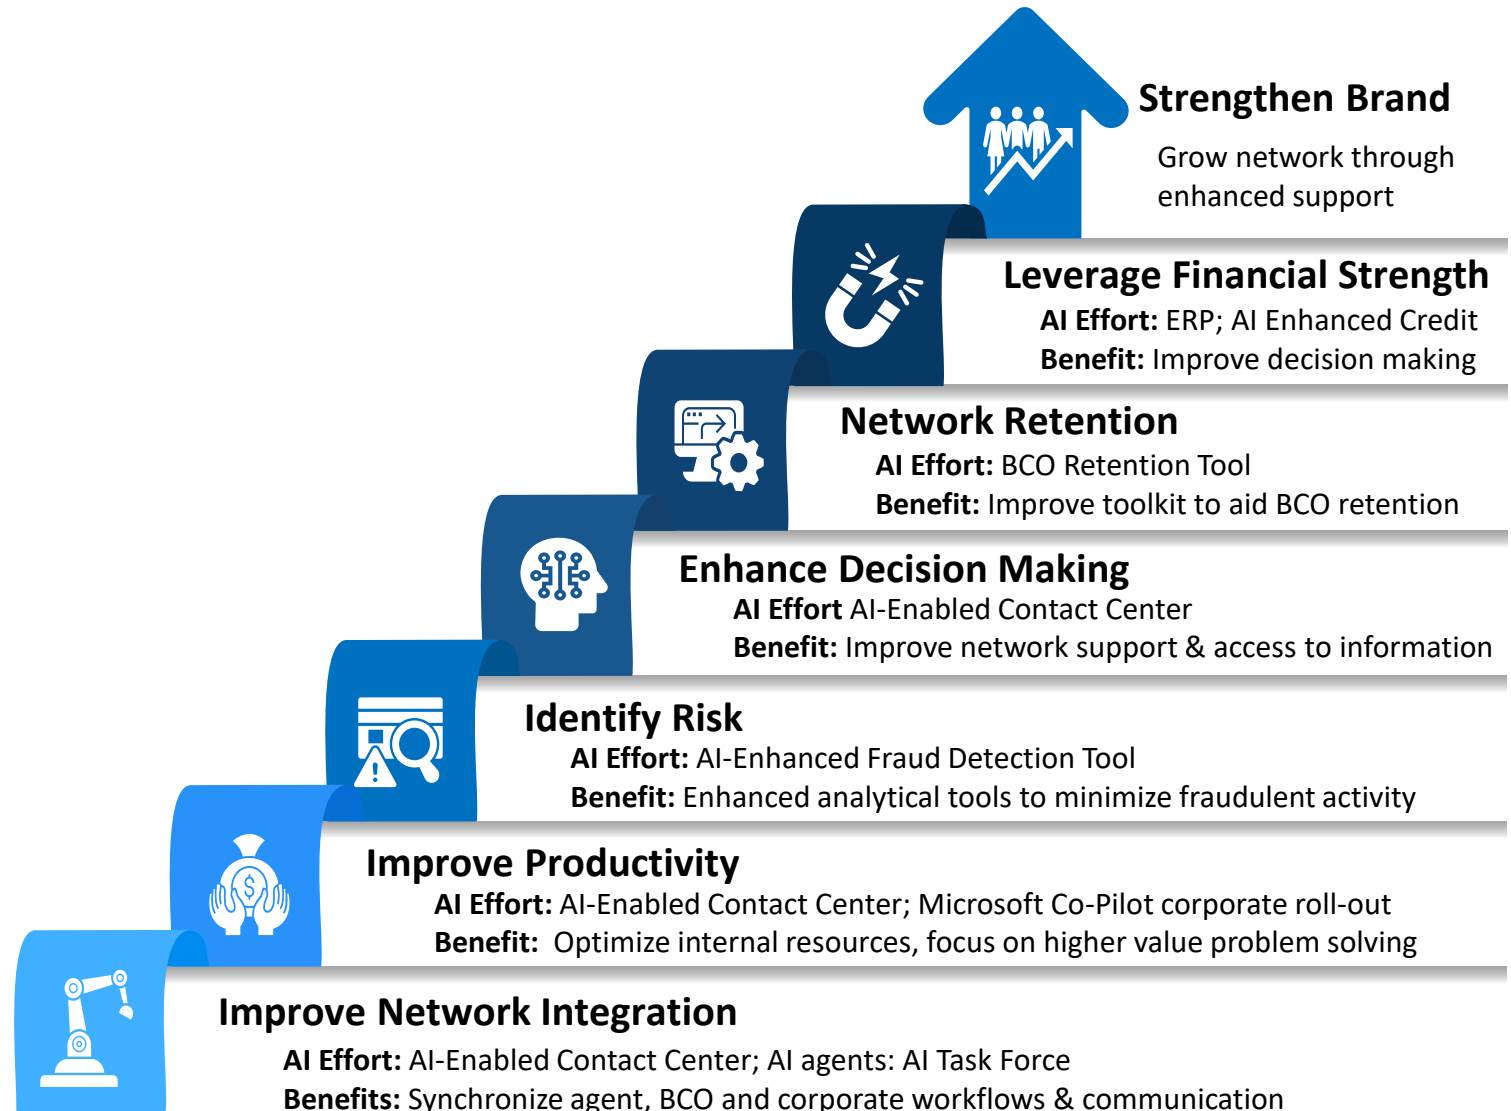 Strengthen Brand
Grow network through
enhanced support
Leverage Financial Strength
AI Effort: ERP; AI Enhanced Credit
Benefit: Improve decision making
Network Retention
AI Effort: BCO Retention Tool
Benefit: Improve toolkit to aid BCO retention
Enhance Decision Making
AI Effort AI-Enabled Contact Center
Benefit: Improve network support & access to information
Identify Risk
AI Effort: AI-Enhanced Fraud Detection Tool
Benefit: Enhanced analytical tools to minimize fraudulent activity
Improve Productivity
AI Effort: AI-Enabled Contact Center; Microsoft Co-Pilot corporate roll-out
Benefit: Optimize internal resources, focus on higher value problem solving
$
Improve Network Integration
AI Effort: AI-Enabled Contact Center; AI agents: AI Task Force
Benefits: Synchronize agent, BCO and corporate workflows & communication